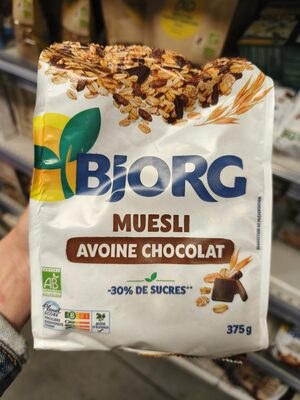 BJORG
MUESLI
AVOINE CHOCOLAT
-30% DE SUCRES**
AB
375g